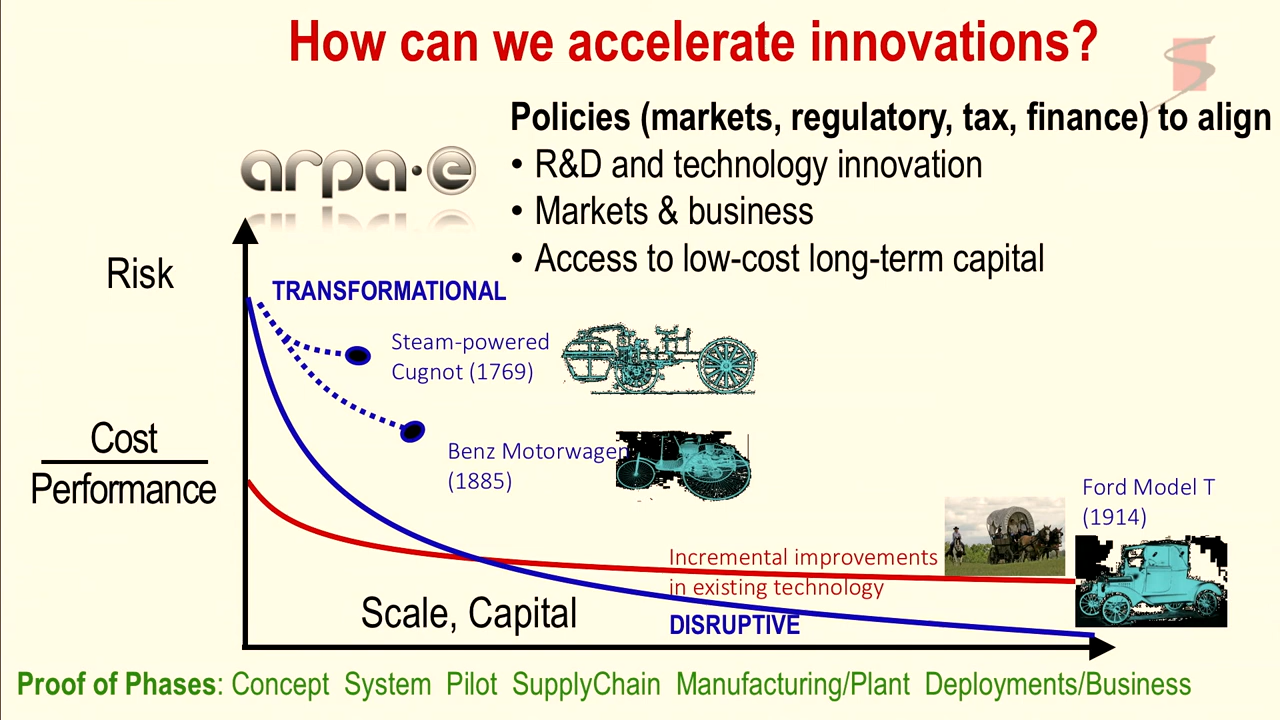 How can we accelerate innovations?
Policies (markets, regulatory, tax, finance) to align
• R&D and technology innovation
• Markets & business
• Access to low-cost long-term capital
arpa·e
Risk
TRANSFORMATIONAL
Steam-powered
Cugnot (1769)
Cost
Performance
Benz Motorwagen
(1885)
Ford Model T
(1914)
Incremental improvements
in existing technology
Scale, Capital
DISRUPTIVE
Proof of Phases: Concept System Pilot SupplyChain Manufacturing/Plant Deployments/Business